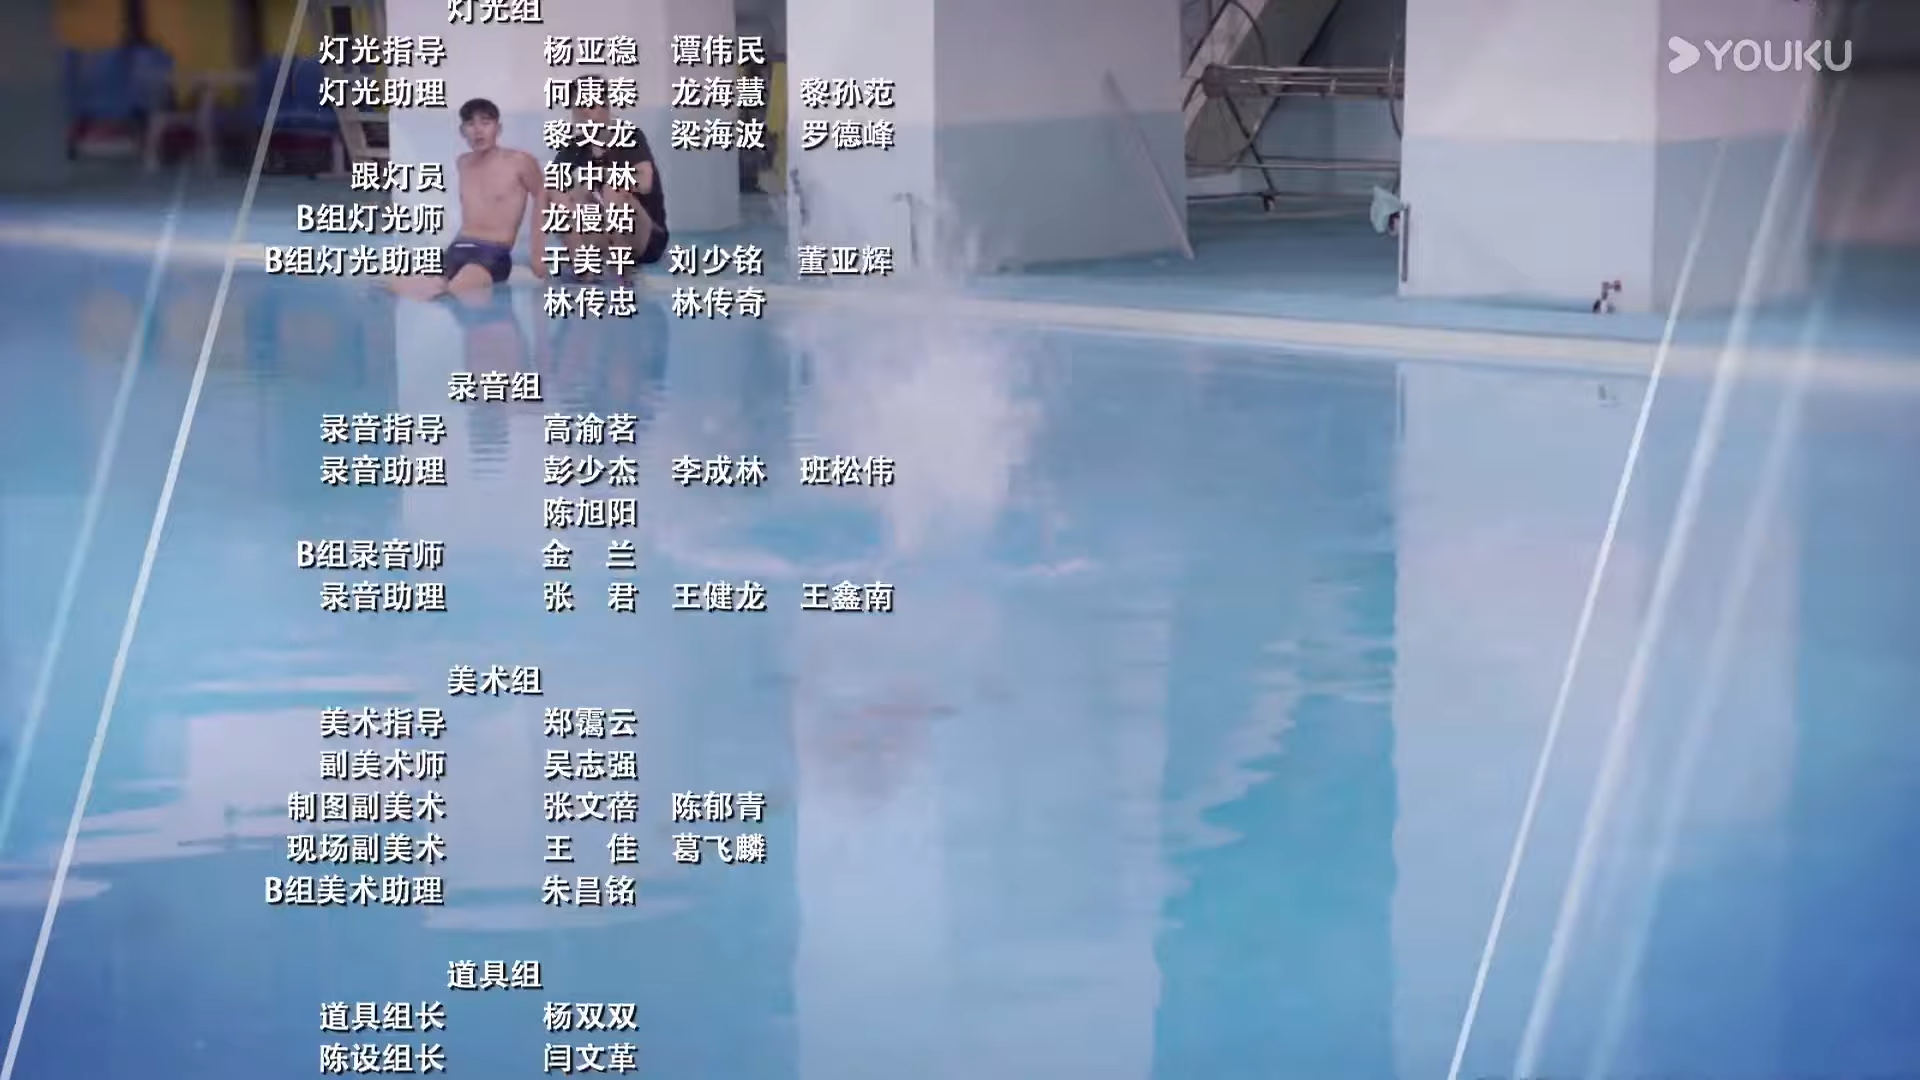 灯光组
YOUKU
灯光指导 杨亚稳 谭伟民
灯光助理 何康泰 龙海慧 黎孙范
黎文龙 梁海波 罗德峰
跟灯员 邹中林
B组灯光师 龙慢姑
B组灯光助理 于美平 刘少铭 董亚辉
林传忠 林传奇
录音组
录音指导 高渝茗
录音助理 彭少杰 李成林 班松伟
陈旭阳
B组录音师 金 兰
录音助理 张 君 王健龙 王鑫南
美术组
美术指导 郑霭云
副美术师 吴志强
制图副美术 张文蓓 陈郁青
现场副美术 王 佳 葛飞麟
B组美术助理 朱昌铭
道具组
道具组长 杨双双
陈设组长 闫文革